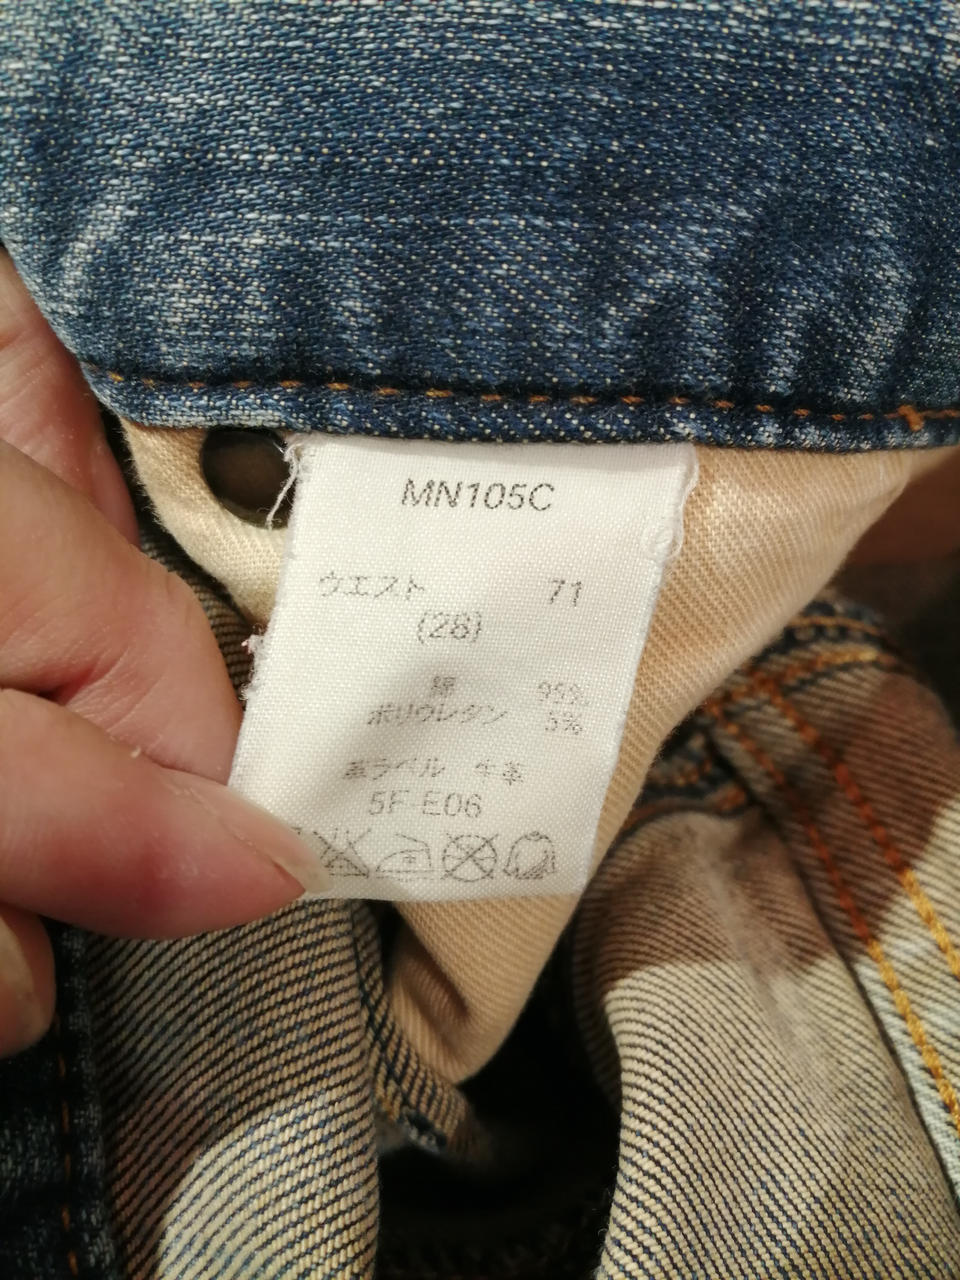 MN105C
ウエスト 71
(28)
綿 95%
ポリウレタン 5%
革ラベル 牛革
5F-E06